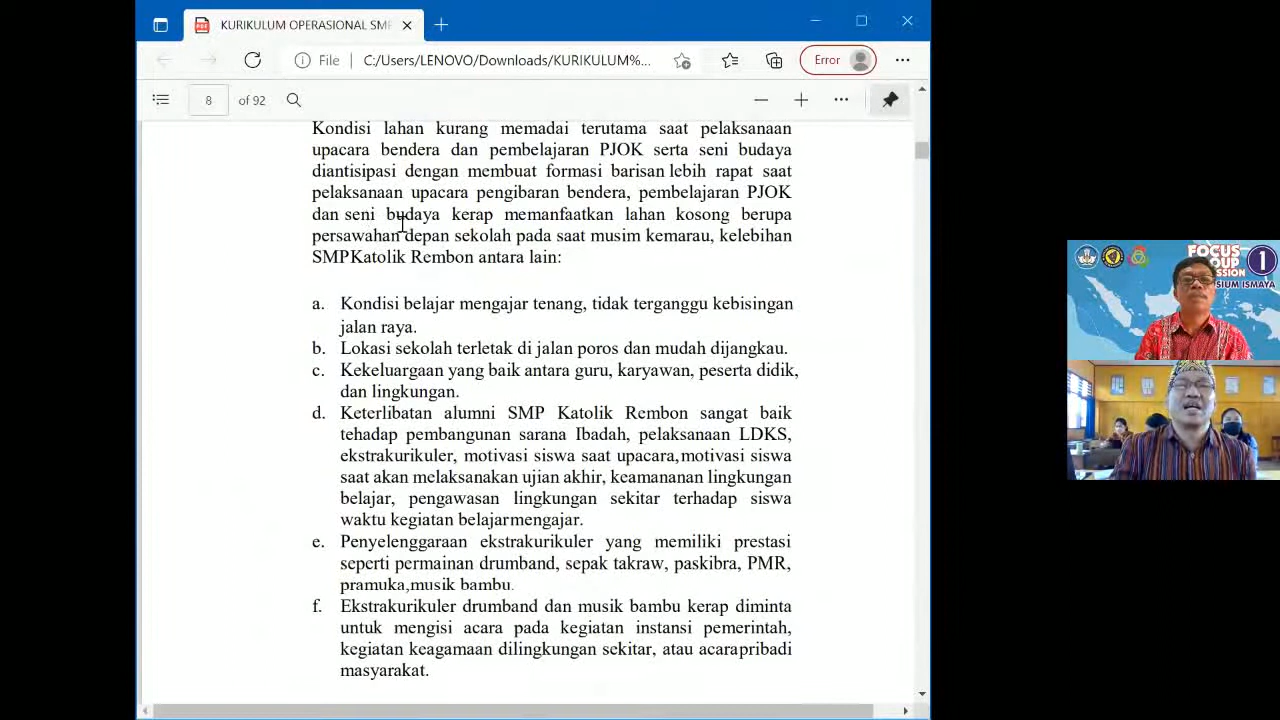 KURIKULUM OPERASIONAL SMP
File
C:/Users/LENOVO/Downloads/KURIKULUM%...
Error
8 of 92
Kondisi lahan kurang memadai terutama saat pelaksanaan
upacara bendera dan pembelajaran PJOK serta seni budaya
diantisipasi dengan membuat formasi barisan lebih rapat saat
pelaksanaan upacara pengibaran bendera, pembelajaran PJOK
dan seni budaya kerap memanfaatkan lahan kosong berupa
persawahan depan sekolah pada saat musim kemarau, kelebihan
SMPKatolik Rembon antara lain:
a. Kondisi belajar mengajar tenang, tidak terganggu kebisingan
jalan raya.
b. Lokasi sekolah terletak di jalan poros dan mudah dijangkau.
c. Kekeluargaan yang baik antara guru, karyawan, peserta didik,
dan lingkungan.
d. Keterlibatan alumni SMP Katolik Rembon sangat baik
tehadap pembangunan sarana Ibadah, pelaksanaan LDKS,
ekstrakurikuler, motivasi siswa saat upacara,motivasi siswa
saat akan melaksanakan ujian akhir, keamananan lingkungan
belajar, pengawasan lingkungan sekitar terhadap siswa
waktu kegiatan belajarmengajar.
e. Penyelenggaraan ekstrakurikuler yang memiliki prestasi
seperti permainan drumband, sepak takraw, paskibra, PMR,
pramuka,musik bambu.
f. Ekstrakurikuler drumband dan musik bambu kerap diminta
untuk mengisi acara pada kegiatan instansi pemerintah,
kegiatan keagamaan dilingkungan sekitar, atau acarapribadi
masyarakat.
FOCUS
1
SIUM ISMAYA